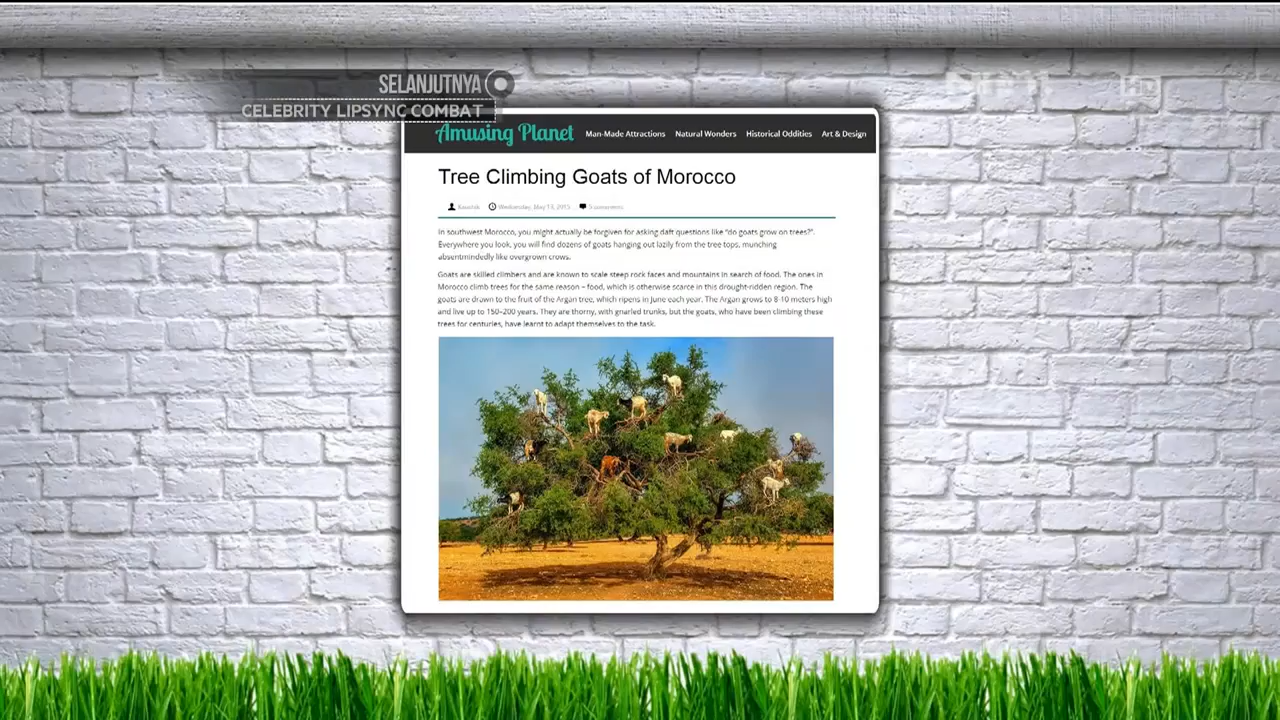 SELANJUTNYA
CELEBRITY LIPSYNC COMBAT
HD
Amusing Planet
Man-Made Attractions Natural Wonders Historical Oddities Art & Design
Tree Climbing Goats of Morocco
Kaushik Wednesday, May 13, 2015 5 comments
In southwest Morocco, you might actually be forgiven for asking daft questions like "do goats grow on trees?".
Everywhere you look, you will find dozens of goats hanging out lazily from the tree tops, munching
absentmindedly like overgrown crows.
Goats are skilled climbers and are known to scale steep rock faces and mountains in search of food. The ones in
Morocco climb trees for the same reason – food, which is otherwise scarce in this drought-ridden region. The
goats are drawn to the fruit of the Argan tree, which ripens in June each year. The Argan grows to 8-10 meters high
and live up to 150–200 years. They are thorny, with gnarled trunks, but the goats, who have been climbing these
trees for centuries, have learnt to adapt themselves to the task.